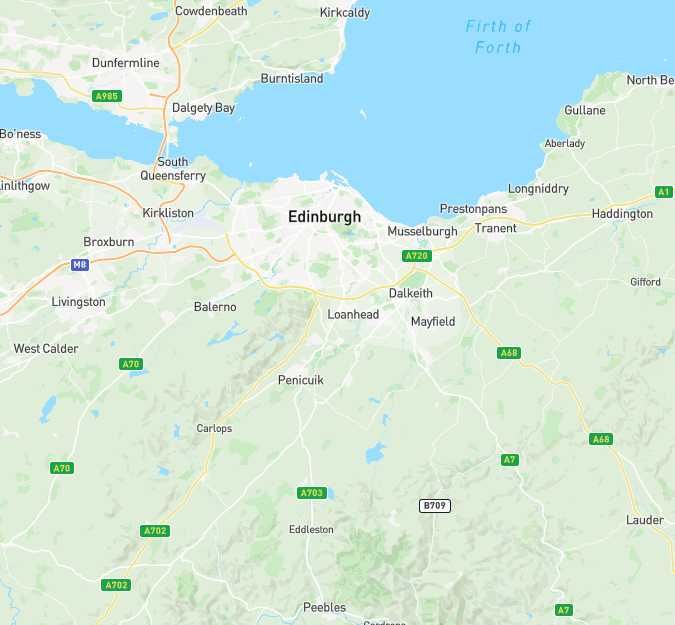 Cowdenbeath
Kirkcaldy
Firth of
Forth
Dunfermline
Burntisland
North Be
A985
Dalgety Bay
Gullane
Bo'ness
Aberlady
South
Queensferry
inlithgow
Longniddry
A1
Kirkliston
Edinburgh
Prestonpans
Haddington
Musselburgh
Tranent
Broxburn
A720
M8
Gifford
Livingston
Balerno
Dalkeith
Loanhead
Mayfield
West Calder
A68
A70
Penicuik
Carlops
A68
A7
A70
A703
B709
Lauder
A702
Eddleston
A702
Peebles
A7